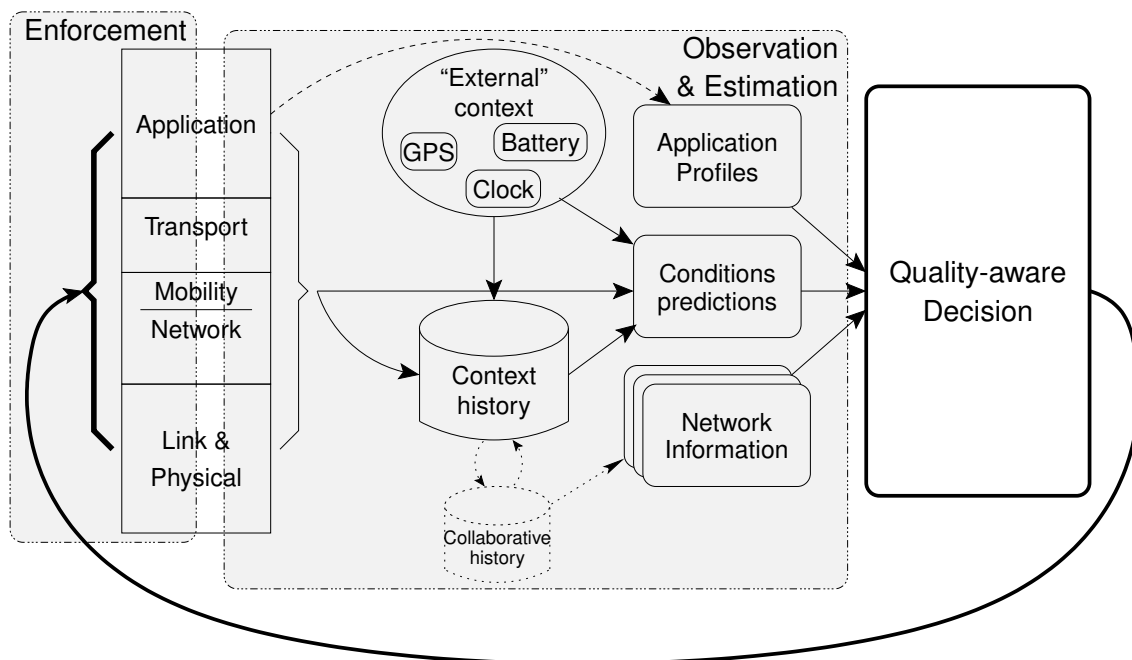 Enforcement
Observation
& Estimation
“External”
context
GPS
Battery
Clock
Application
Transport
Mobility
Network
Link &
Physical
Application
Profiles
Conditions
predictions
Context
history
Network
Information
Collaborative
history
Quality-aware
Decision